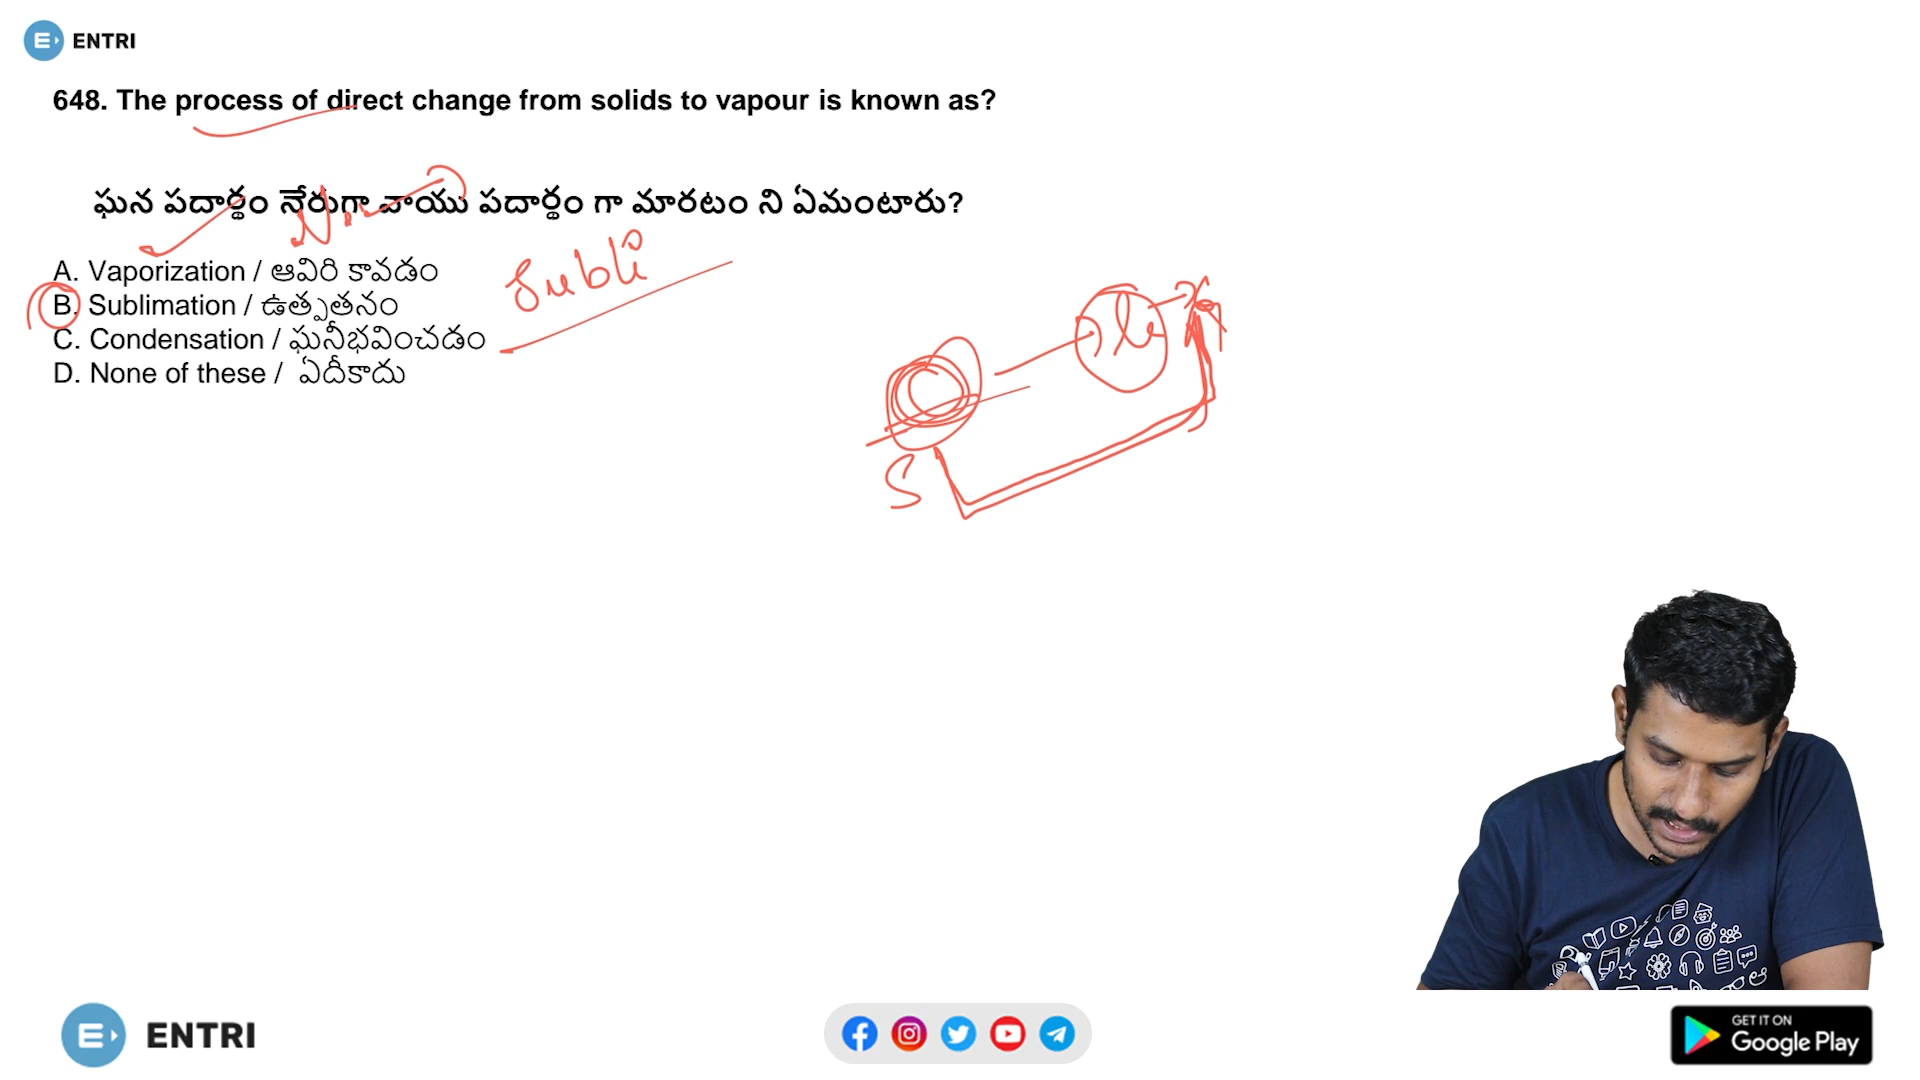 ENTRI
648. The process of direct change from solids to vapour is known as?
ఘన పదార్థం నేరుగా వాయు పదార్థం గా మారటం ని ఏమంటారు?
A. Vaporization / ఆవిరి కావడం
B. Sublimation / ఉత్పతనం
C. Condensation / ఘనీభవించడం
D. None of these / ఏదీకాదు
Subli
S
ENTRI
GET IT ON
Google Play